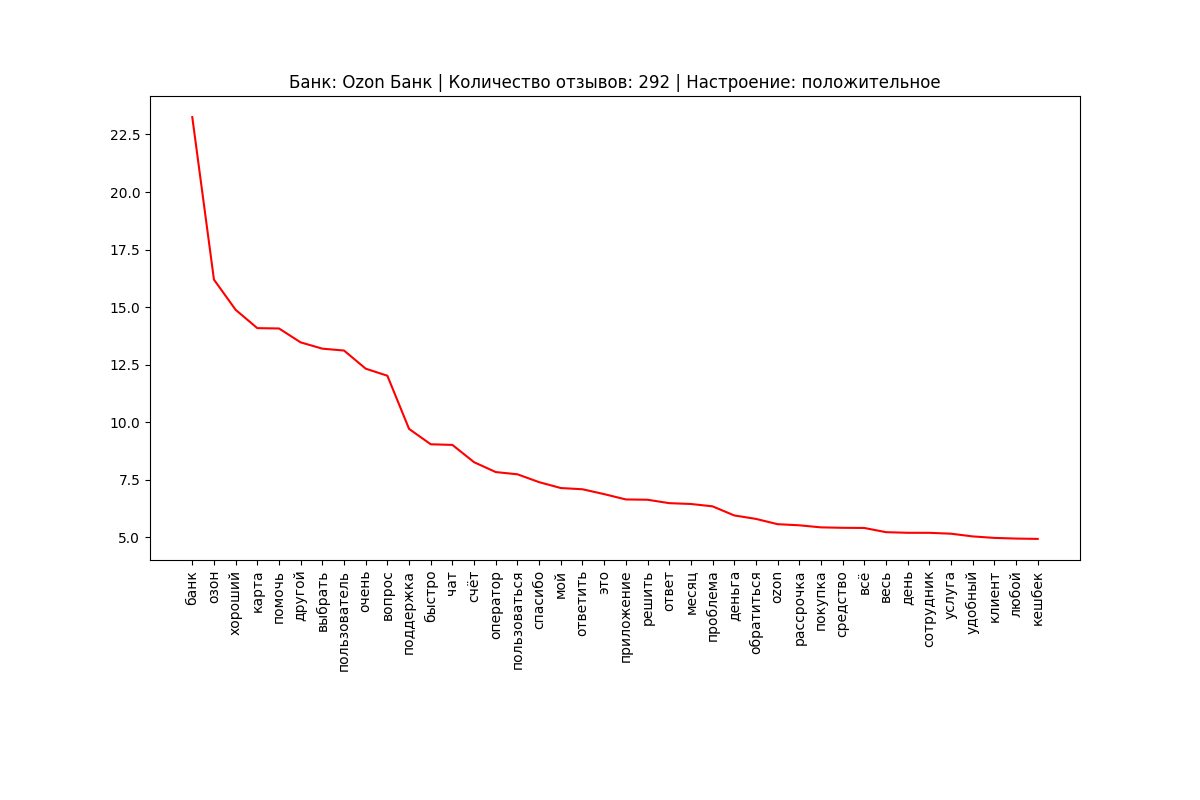 Банк: Ozon Банк | Количество отзывов: 292 | Настроение: положительное
22.5
20.0
17.5
15.0
12.5
10.0
7.5
5.0
банк
озон
хороший
карта
помочь
другой
выбрать
пользователь
очень
вопрос
поддержка
быстро
чат
счёт
оператор
пользоваться
спасибо
мой
ответить
это
приложение
решить
ответ
месяц
проблема
деньга
обратиться
ozon
рассрочка
покупка
средство
всё
весь
день
сотрудник
услуга
удобный
клиент
любой
кешбек